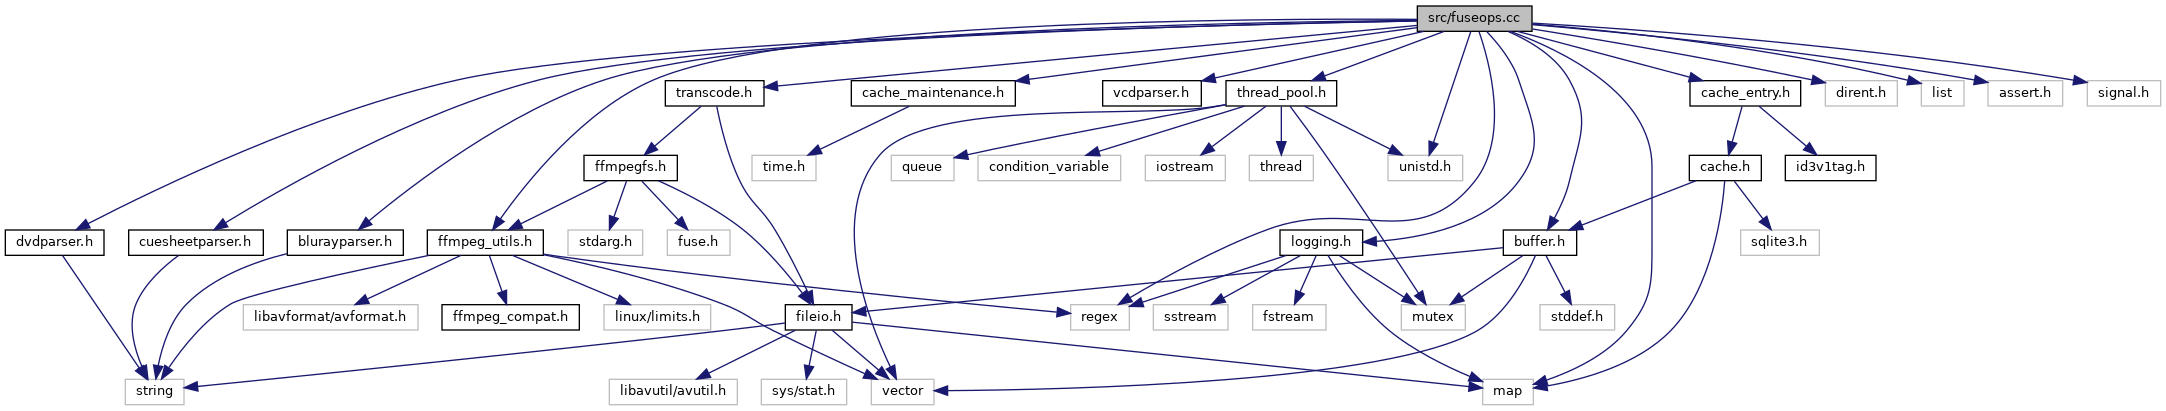 src/fuseops.cc
transcode.h
cache_maintenance.h
vcdparser.h
thread_pool.h
cache_entry.h
dirent.h
list
assert.h
signal.h
ffmpegfs.h
time.h
queue
condition_variable
iostream
thread
unistd.h
cache.h
id3v1tag.h
dvdparser.h
cuesheetparser.h
blurayparser.h
ffmpeg_utils.h
stdarg.h
fuse.h
logging.h
buffer.h
sqlite3.h
libavformat/avformat.h
ffmpeg_compat.h
linux/limits.h
fileio.h
regex
sstream
fstream
mutex
stddef.h
string
libavutil/avutil.h
sys/stat.h
vector
map